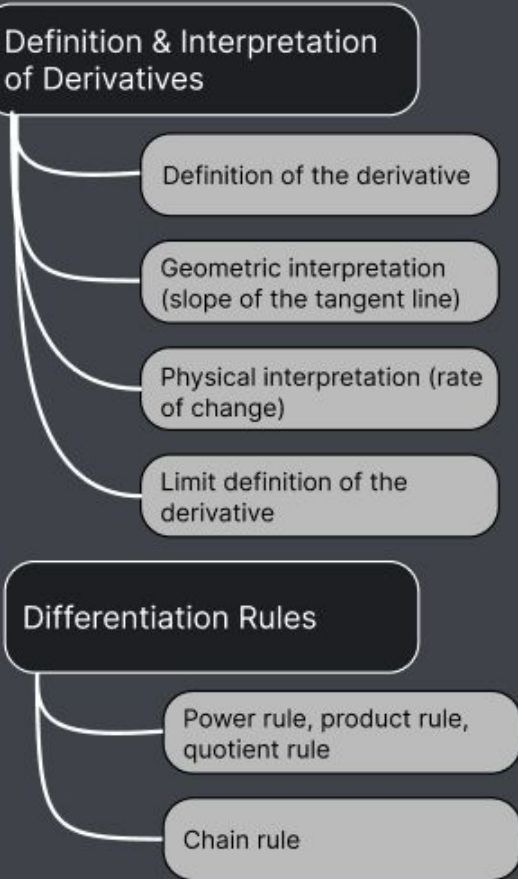 Definition & Interpretation
of Derivatives
Definition of the derivative
Geometric interpretation
(slope of the tangent line)
Physical interpretation (rate
of change)
Limit definition of the
derivative
Differentiation Rules
Power rule, product rule,
quotient rule
Chain rule